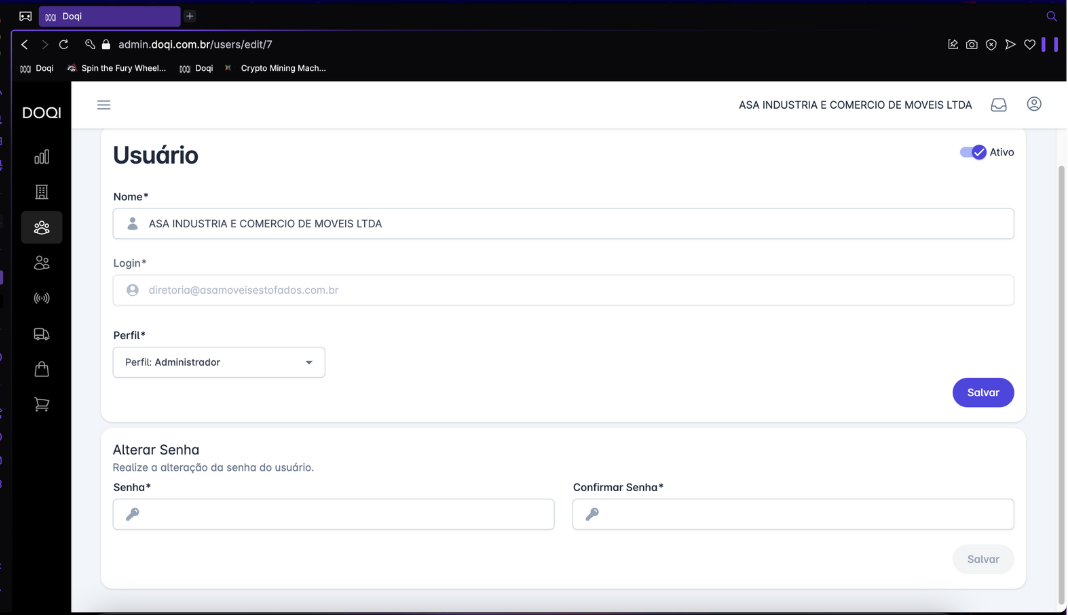 Doqi
admin.doqi.com.br/users/edit/7
Doqi Spin the Fury Wheel... Doqi Crypto Mining Mach...
DOQI
ASA INDUSTRIA E COMERCIO DE MOVEIS LTDA
Usuário
Ativo
Nome*
ASA INDUSTRIA E COMERCIO DE MOVEIS LTDA
Login*
diretoria@asamoveisestofados.com.br
Perfil*
Perfil: Administrador
Salvar
Alterar Senha
Realize a alteração da senha do usuário.
Senha* Confirmar Senha*
Salvar